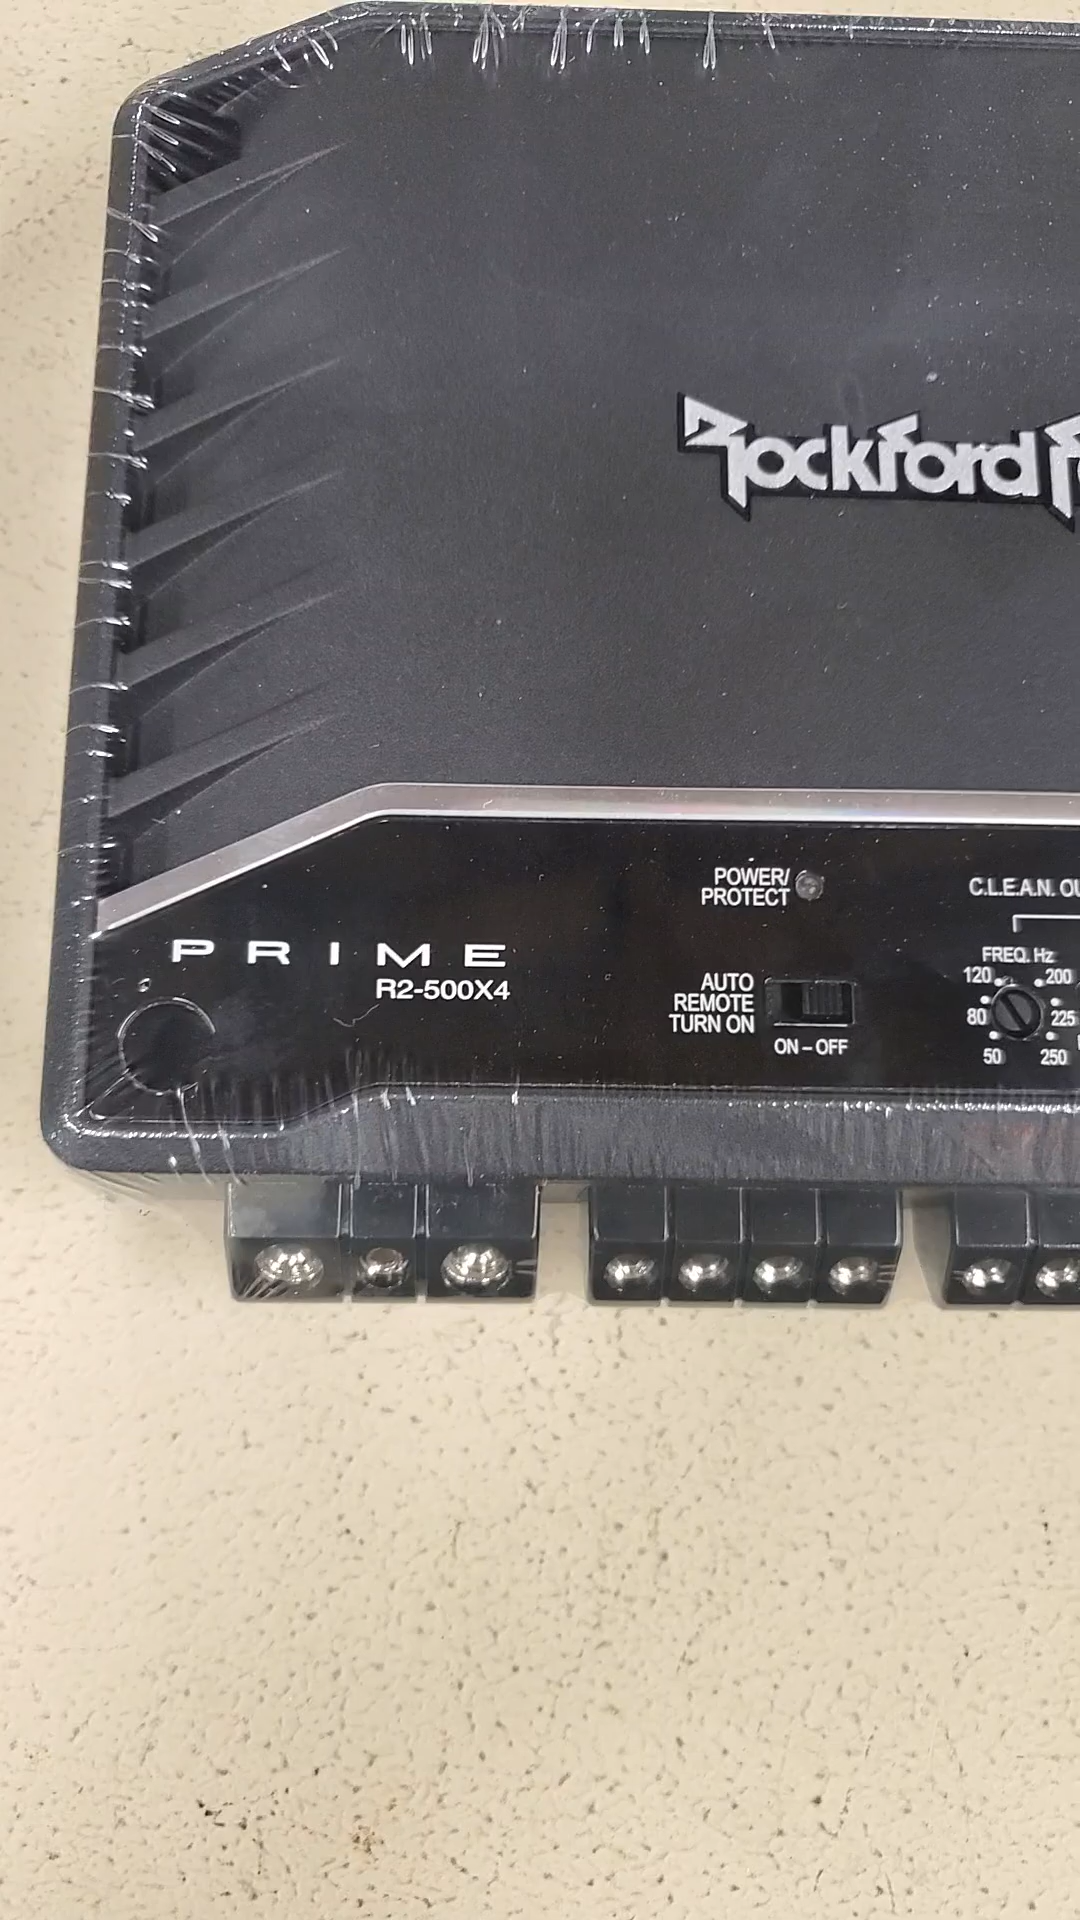 Rockford
POWER/
PROTECT
C.L.E.A.N.
PRIME
R2-500X4
AUTO
REMOTE
TURN ON
ON – OFF
FREQ. Hz
120 200
80 225
50 250